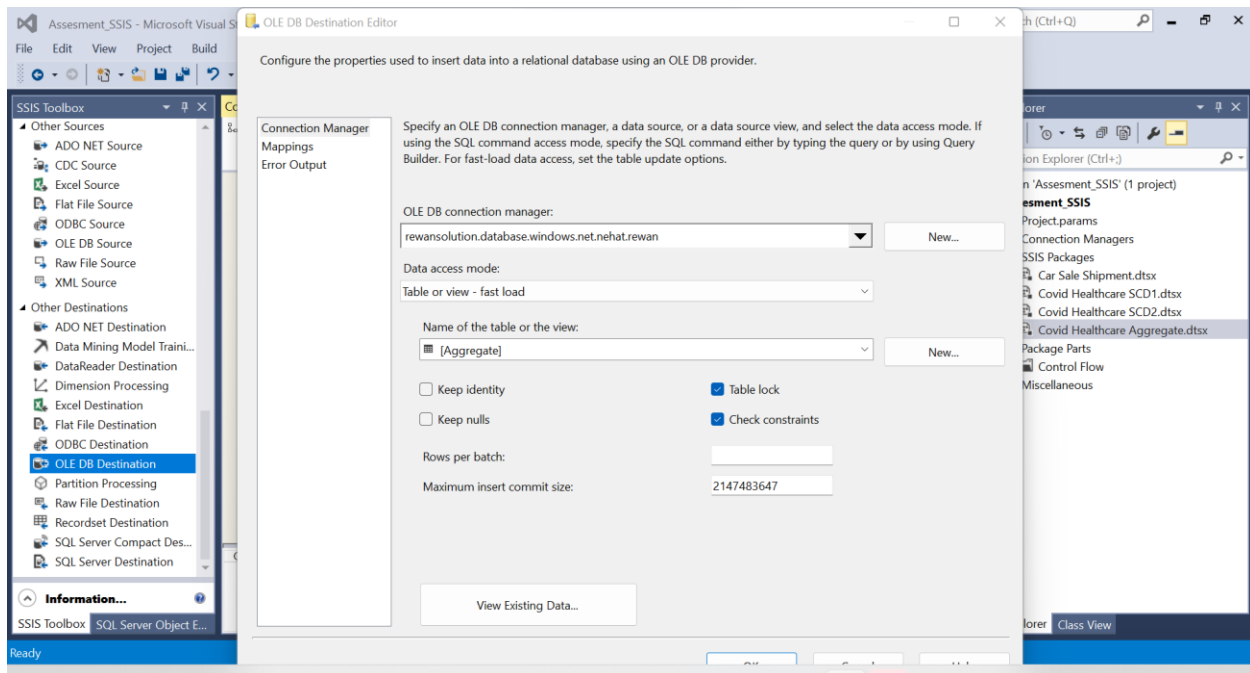 Assesment_SSIS - Microsoft Visual S
OLE DB Destination Editor
ch (Ctrl+Q)
File Edit View Project Build
Configure the properties used to insert data into a relational database using an OLE DB provider.
SSIS Toolbox
Other Sources
ADO NET Source
CDC Source
Excel Source
Flat File Source
ODBC Source
OLE DB Source
Raw File Source
XML Source
Other Destinations
ADO NET Destination
Data Mining Model Traini...
DataReader Destination
Dimension Processing
Excel Destination
Flat File Destination
ODBC Destination
OLE DB Destination
Partition Processing
Raw File Destination
Recordset Destination
SQL Server Compact Des...
SQL Server Destination
Information...
SSIS Toolbox SQL Server Object E...
Ready
Co
Connection Manager
Mappings
Error Output
Specify an OLE DB connection manager, a data source, or a data source view, and select the data access mode. If
using the SQL command access mode, specify the SQL command either by typing the query or by using Query
Builder. For fast-load data access, set the table update options.
OLE DB connection manager:
rewansolution.database.windows.net.nehat.rewan
New...
Data access mode:
Table or view - fast load
Name of the table or the view:
[Aggregate]
New...
Keep identity
Table lock
Keep nulls
Check constraints
Rows per batch:
Maximum insert commit size:
2147483647
View Existing Data...
lorer
ion Explorer (Ctrl+;)
n 'Assesment_SSIS' (1 project)
esment_SSIS
Project.params
Connection Managers
SSIS Packages
Car Sale Shipment.dtsx
Covid Healthcare SCD1.dtsx
Covid Healthcare SCD2.dtsx
Covid Healthcare Aggregate.dtsx
Package Parts
Control Flow
Miscellaneous
lorer Class View